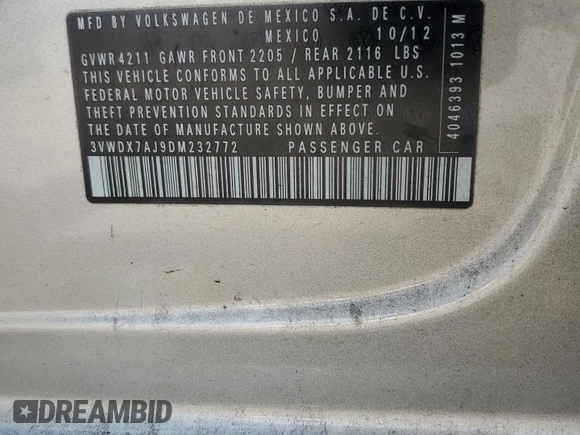 MFD BY VOLKSWAGEN DE MEXICO S.A. DE C.V.
MEXICO 10/12
GVWR 4211 GAWR FRONT 2205 / REAR 2116 LBS
THIS VEHICLE CONFORMS TO ALL APPLICABLE U.S.
FEDERAL MOTOR VEHICLE SAFETY, BUMPER AND
THEFT PREVENTION STANDARDS IN EFFECT ON
THE DATE OF MANUFACTURE SHOWN ABOVE.
3VWDX7AJ9DM232772 PASSENGER CAR
4046393 1013 M
DREAMBID